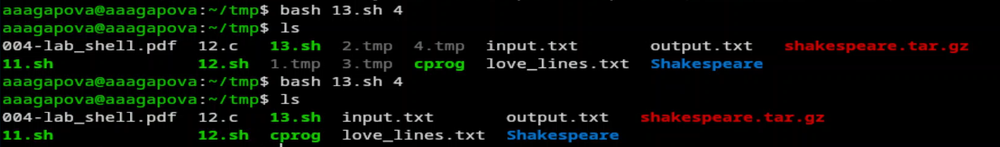 aaagapova@aaagapova:~/tmp$ bash 13.sh 4
aaagapova@aaagapova:~/tmp$ ls
004-lab_shell.pdf 12.c 13.sh 2.tmp 4.tmp input.txt output.txt shakespeare.tar.gz
11.sh 12.sh 1.tmp 3.tmp cprog love_lines.txt Shakespeare
aaagapova@aaagapova:~/tmp$ bash 13.sh 4
aaagapova@aaagapova:~/tmp$ ls
004-lab_shell.pdf 12.c 13.sh input.txt output.txt shakespeare.tar.gz
11.sh 12.sh cprog love_lines.txt Shakespeare